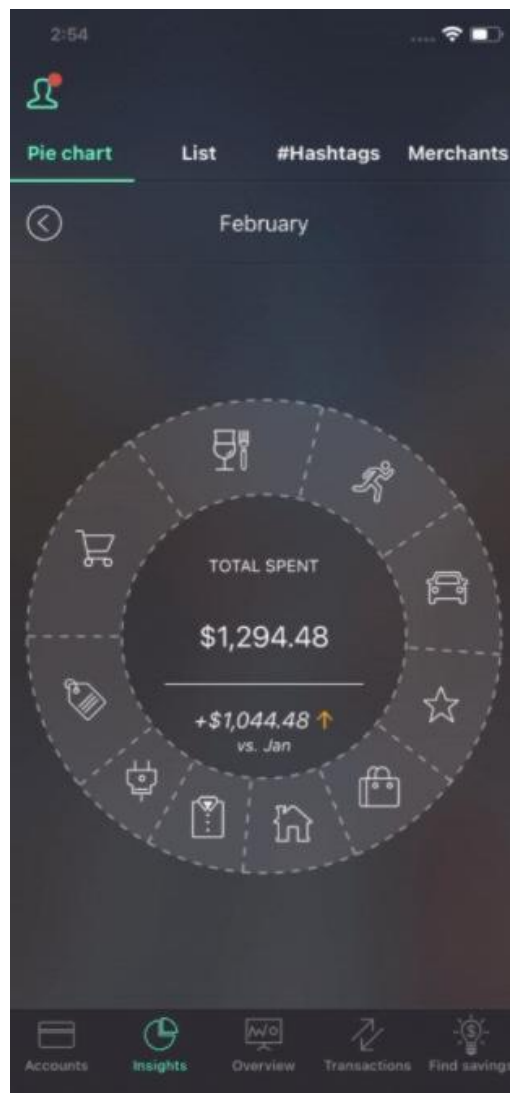 2:54
Pie chart List #Hashtags Merchants
February
TOTAL SPENT
$1,294.48
+$1,044.48 ↑
vs. Jan
Accounts Insights Overview Transactions Find savings